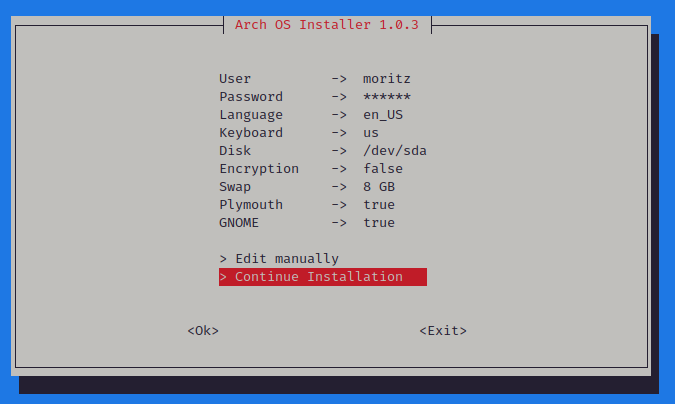 Arch OS Installer 1.0.3
User -> moritz
Password -> ******
Language -> en_US
Keyboard -> us
Disk -> /dev/sda
Encryption -> false
Swap -> 8 GB
Plymouth -> true
GNOME -> true
> Edit manually
> Continue Installation
<Ok> <Exit>